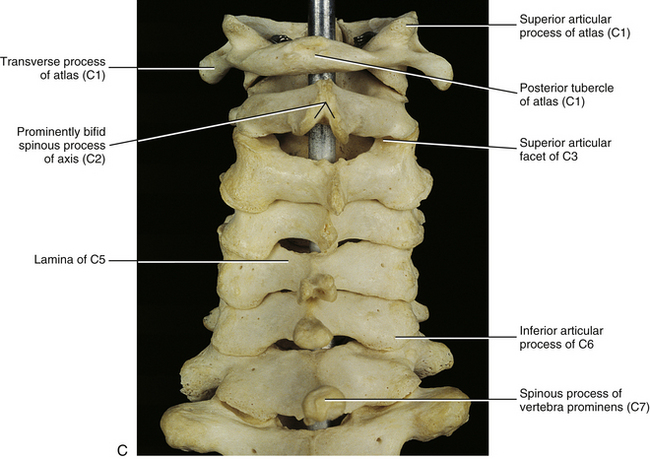 Superior articular
process of atlas (C1)
Transverse process
of atlas (C1)
Posterior tubercle
of atlas (C1)
Prominently bifid
spinous process
of axis (C2)
Superior articular
facet of C3
Lamina of C5
Inferior articular
process of C6
Spinous process of
vertebra prominens (C7)
C